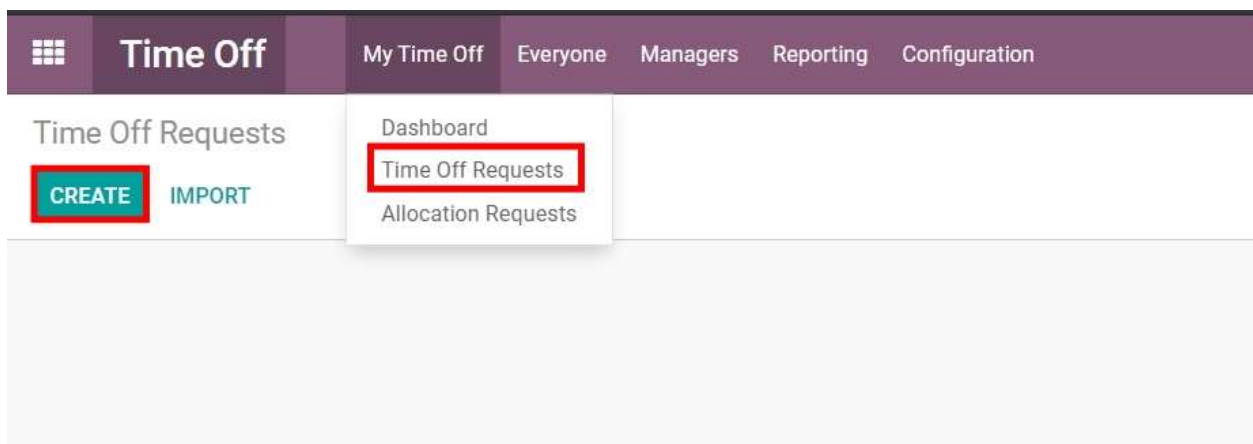 Time Off My Time Off Everyone Managers Reporting Configuration
Time Off Requests
CREATE IMPORT
Dashboard
Time Off Requests
Allocation Requests